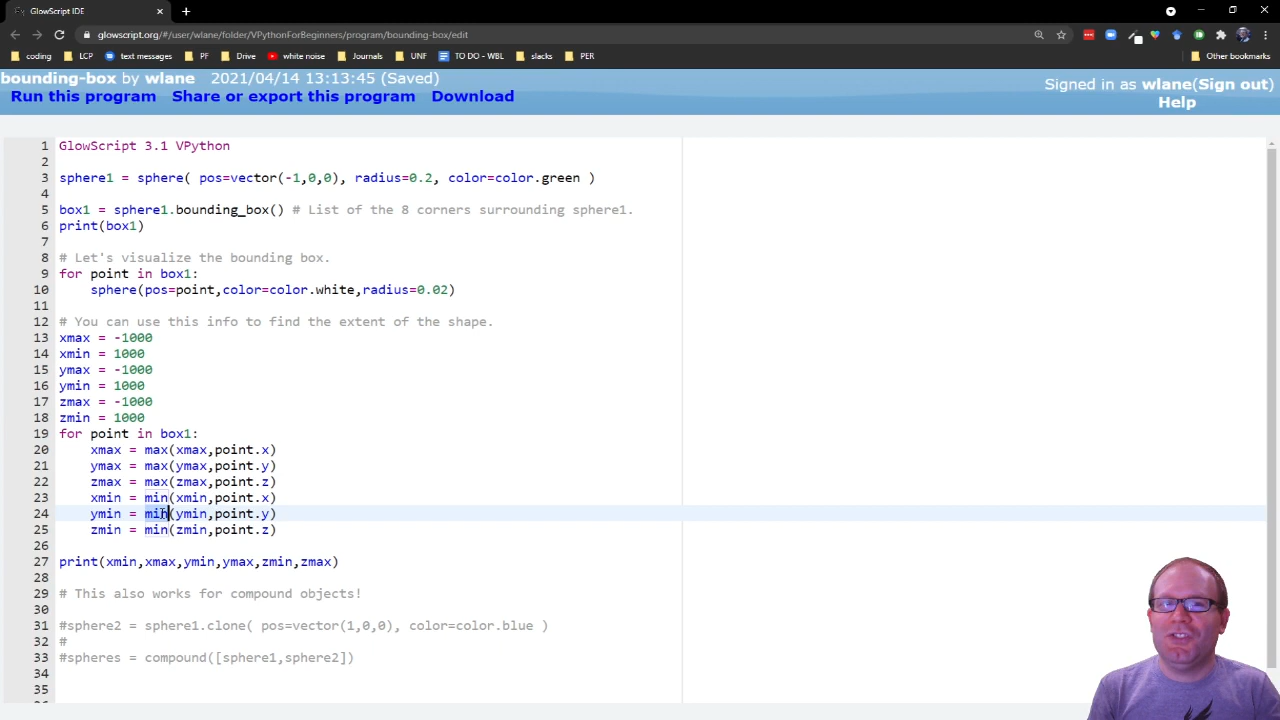 GlowScript IDE
glowscript.org/#/user/wlane/folder/VPythonForBeginners/program/bounding-box/edit
coding LCP text messages PF Drive white noise Journals UNF TO DO - WBL slacks PER Other bookmarks
bounding-box by wlane 2021/04/14 13:13:45 (Saved) Signed in as wlane(Sign out)
Run this program Share or export this program Download Help
1 GlowScript 3.1 VPython
2
3 sphere1 = sphere( pos=vector(-1,0,0), radius=0.2, color=color.green )
4
5 box1 = sphere1.bounding_box() # List of the 8 corners surrounding sphere1.
6 print(box1)
7
8 # Let's visualize the bounding box.
9 for point in box1:
10 sphere(pos=point,color=color.white,radius=0.02)
11
12 # You can use this info to find the extent of the shape.
13 xmax = -1000
14 xmin = 1000
15 ymax = -1000
16 ymin = 1000
17 zmax = -1000
18 zmin = 1000
19 for point in box1:
20 xmax = max(xmax,point.x)
21 ymax = max(ymax,point.y)
22 zmax = max(zmax,point.z)
23 xmin = min(xmin,point.x)
24 ymin = min(ymin,point.y)
25 zmin = min(zmin,point.z)
26
27 print(xmin,xmax,ymin,ymax,zmin,zmax)
28
29 # This also works for compound objects!
30
31 #sphere2 = sphere1.clone( pos=vector(1,0,0), color=color.blue )
32 #
33 #spheres = compound([sphere1,sphere2])
34
35